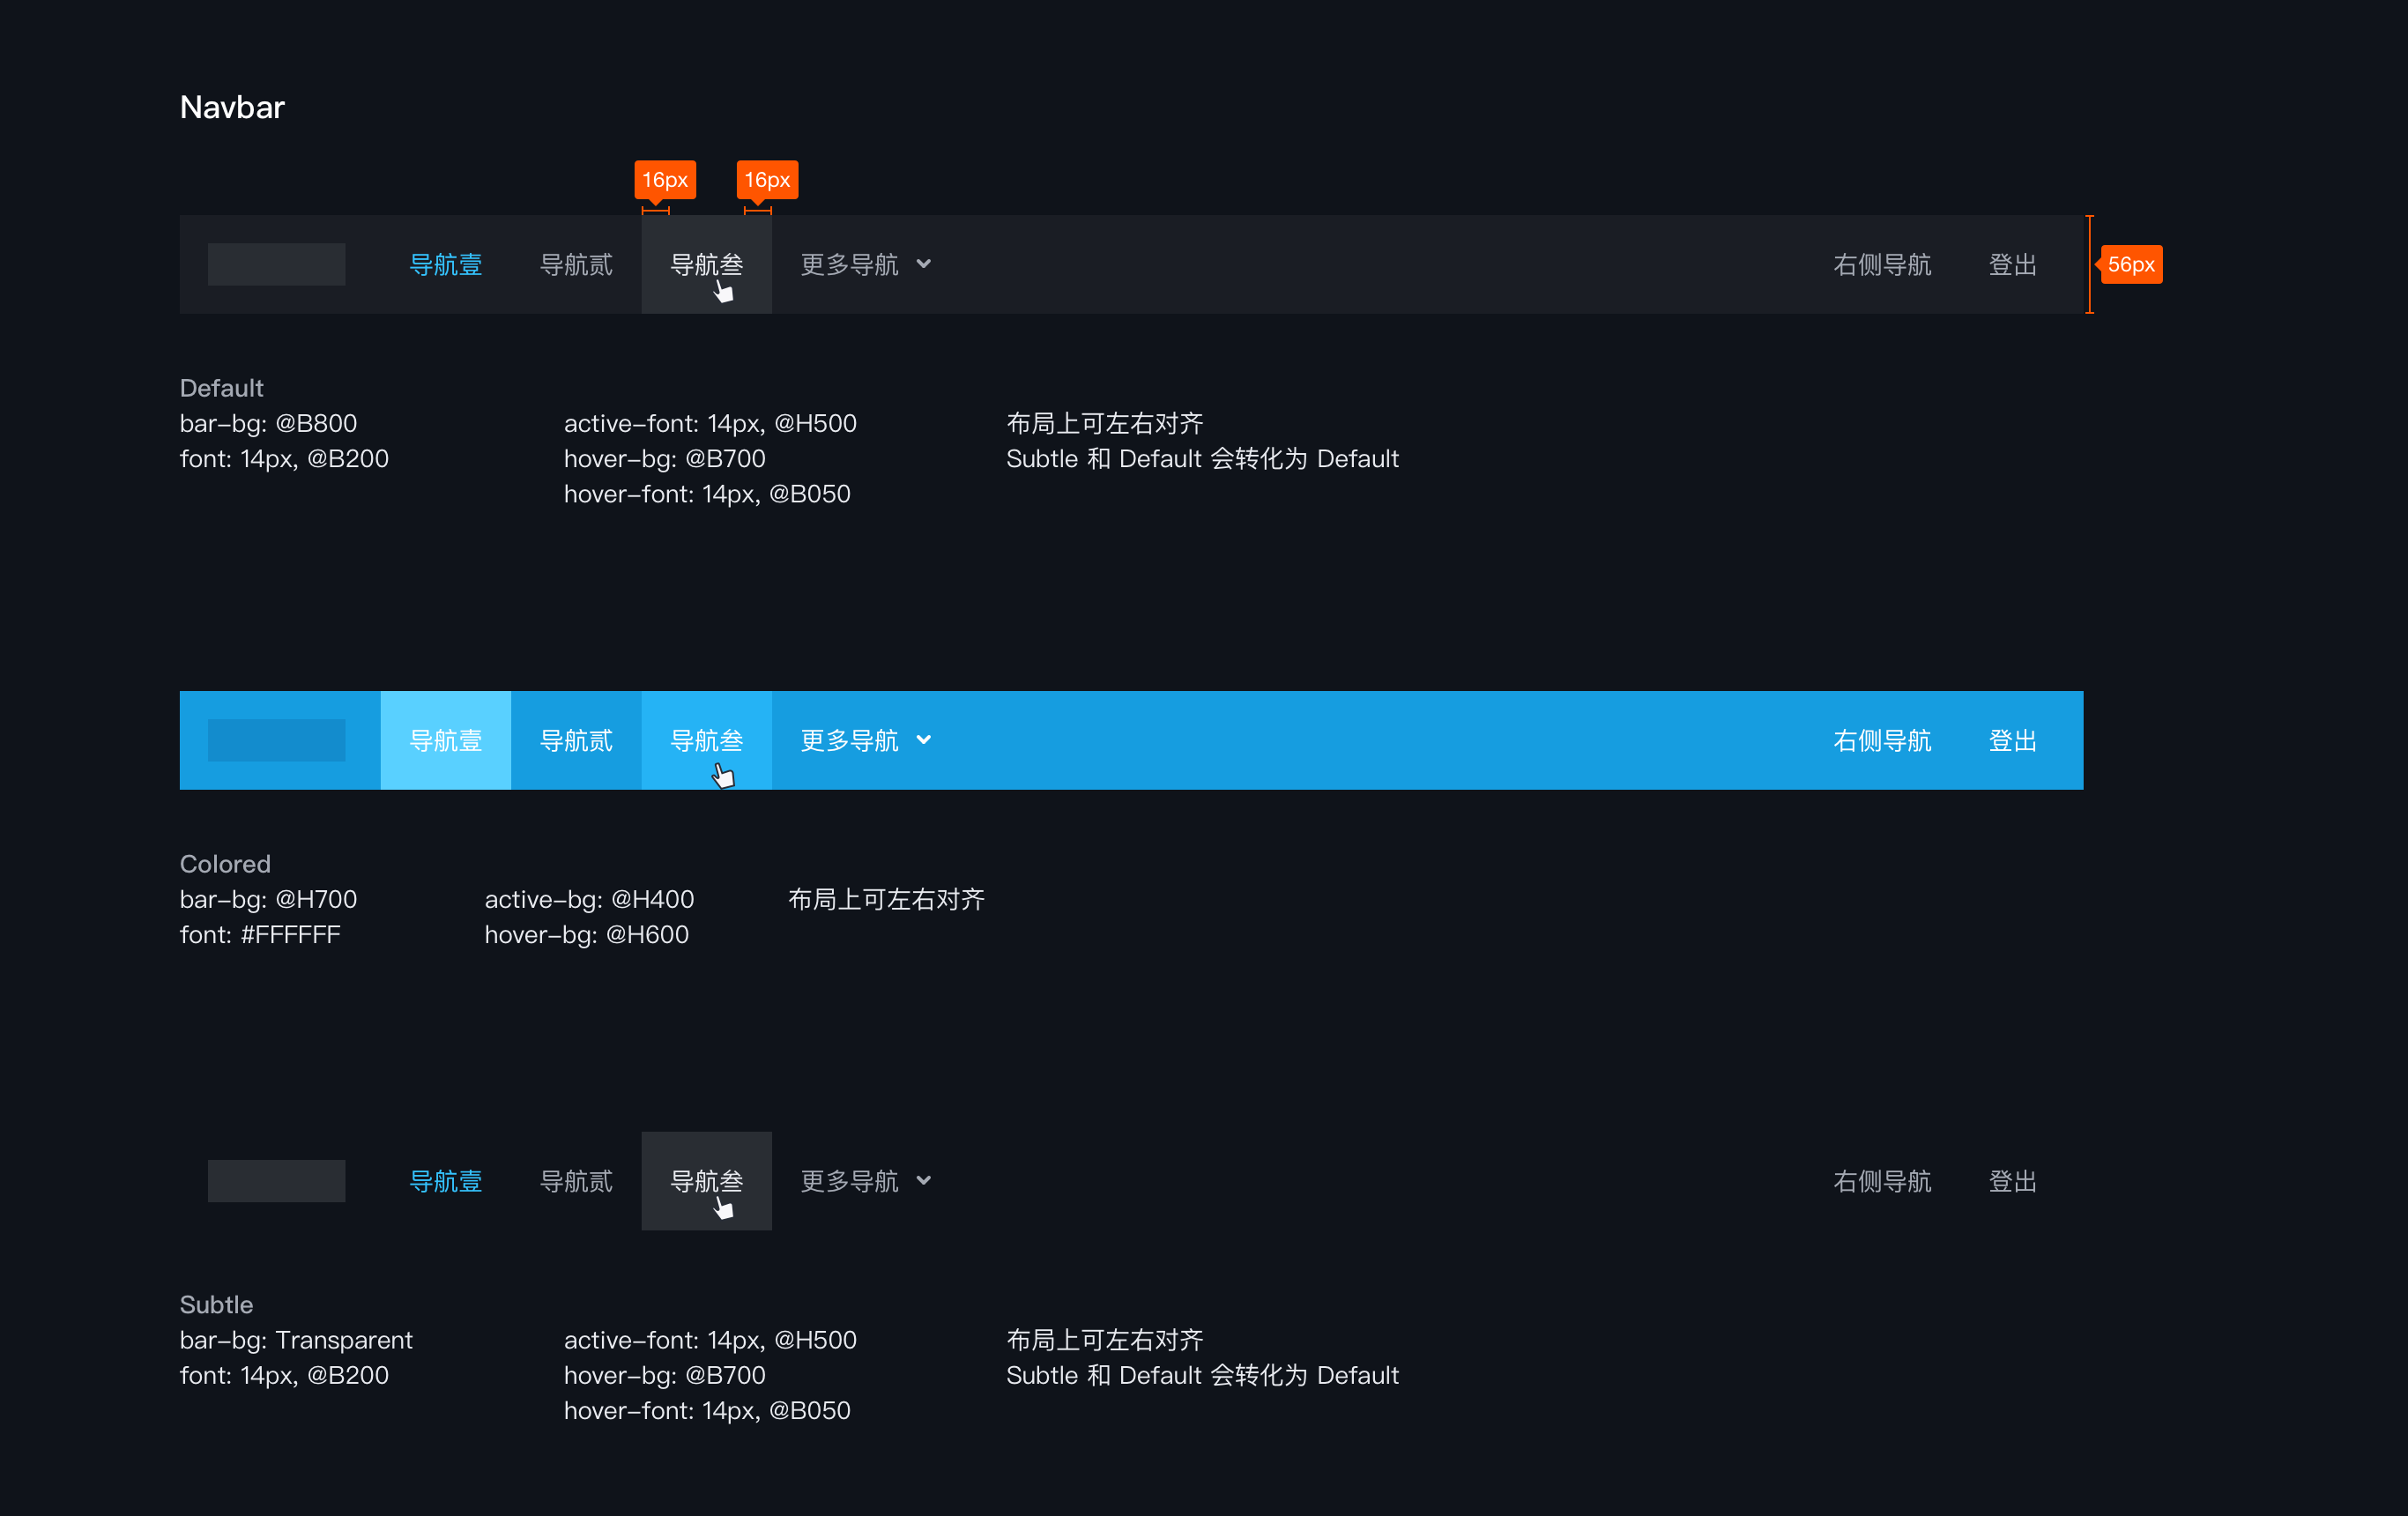 Navbar
16px 16px
导航壹 导航贰 导航叁 更多导航 右侧导航 登出 56px
Default
bar-bg: @B800 active-font: 14px, @H500 布局上可左右对齐
font: 14px, @B200 hover-bg: @B700 Subtle 和 Default 会转化为 Default
hover-font: 14px, @B050
导航壹 导航贰 导航叁 更多导航 右侧导航 登出
Colored
bar-bg: @H700 active-bg: @H400 布局上可左右对齐
font: #FFFFFF hover-bg: @H600
导航壹 导航贰 导航叁 更多导航 右侧导航 登出
Subtle
bar-bg: Transparent active-font: 14px, @H500 布局上可左右对齐
font: 14px, @B200 hover-bg: @B700 Subtle 和 Default 会转化为 Default
hover-font: 14px, @B050